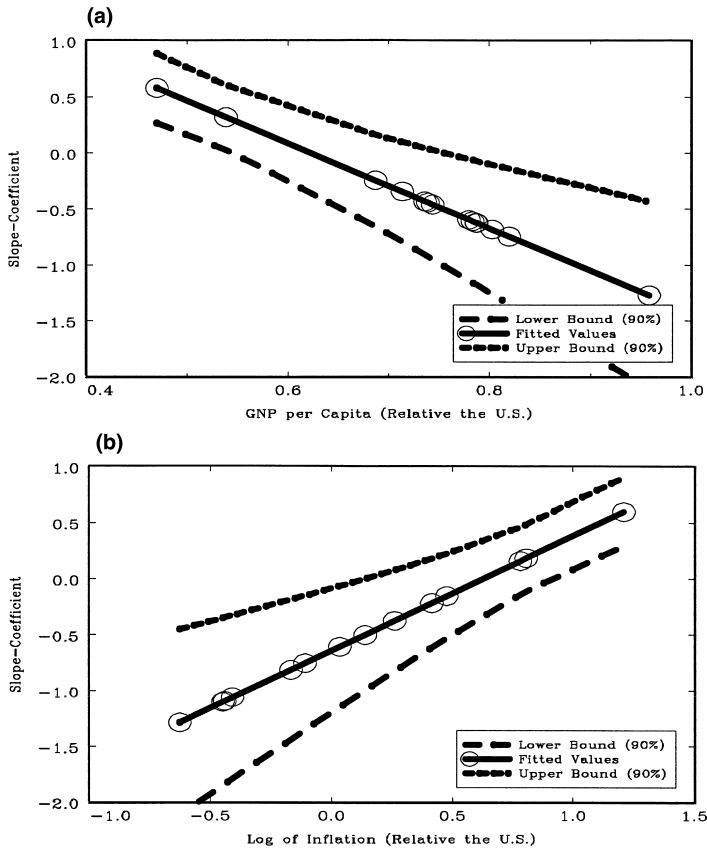 (a)
1.0
0.5
0.0
−0.5
−1.0
−1.5
−2.0
Slope−Coefficient
Lower Bound (90%)
Fitted Values
Upper Bound (90%)
0.4
0.6
0.8
1.0
GNP per Capita (Relative the U.S.)
(b)
1.0
0.5
0.0
−0.5
−1.0
−1.5
−2.0
Slope−Coefficient
Lower Bound (90%)
Fitted Values
Upper Bound (90%)
−1.0
−0.5
0.0
0.5
1.0
1.5
Log of Inflation (Relative the U.S.)